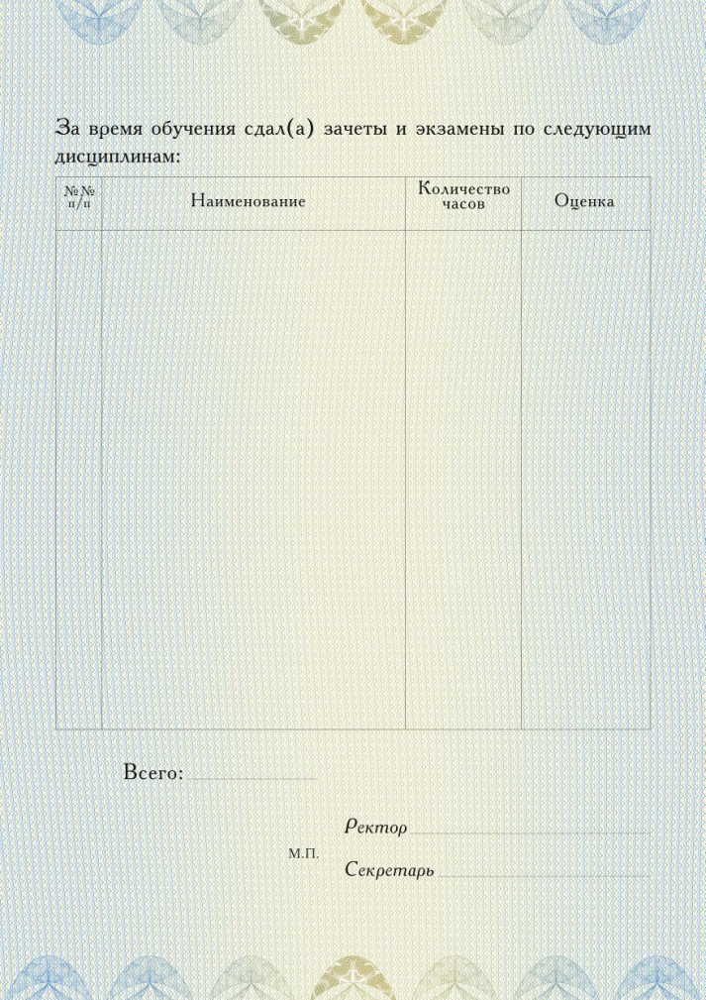 За время обучения сдал(а) зачеты и экзамены по следующим
дисциплинам:
№№
п/п
Наименование
Количество
часов
Оценка
Всего:
Ректор
М.П.
Секретарь